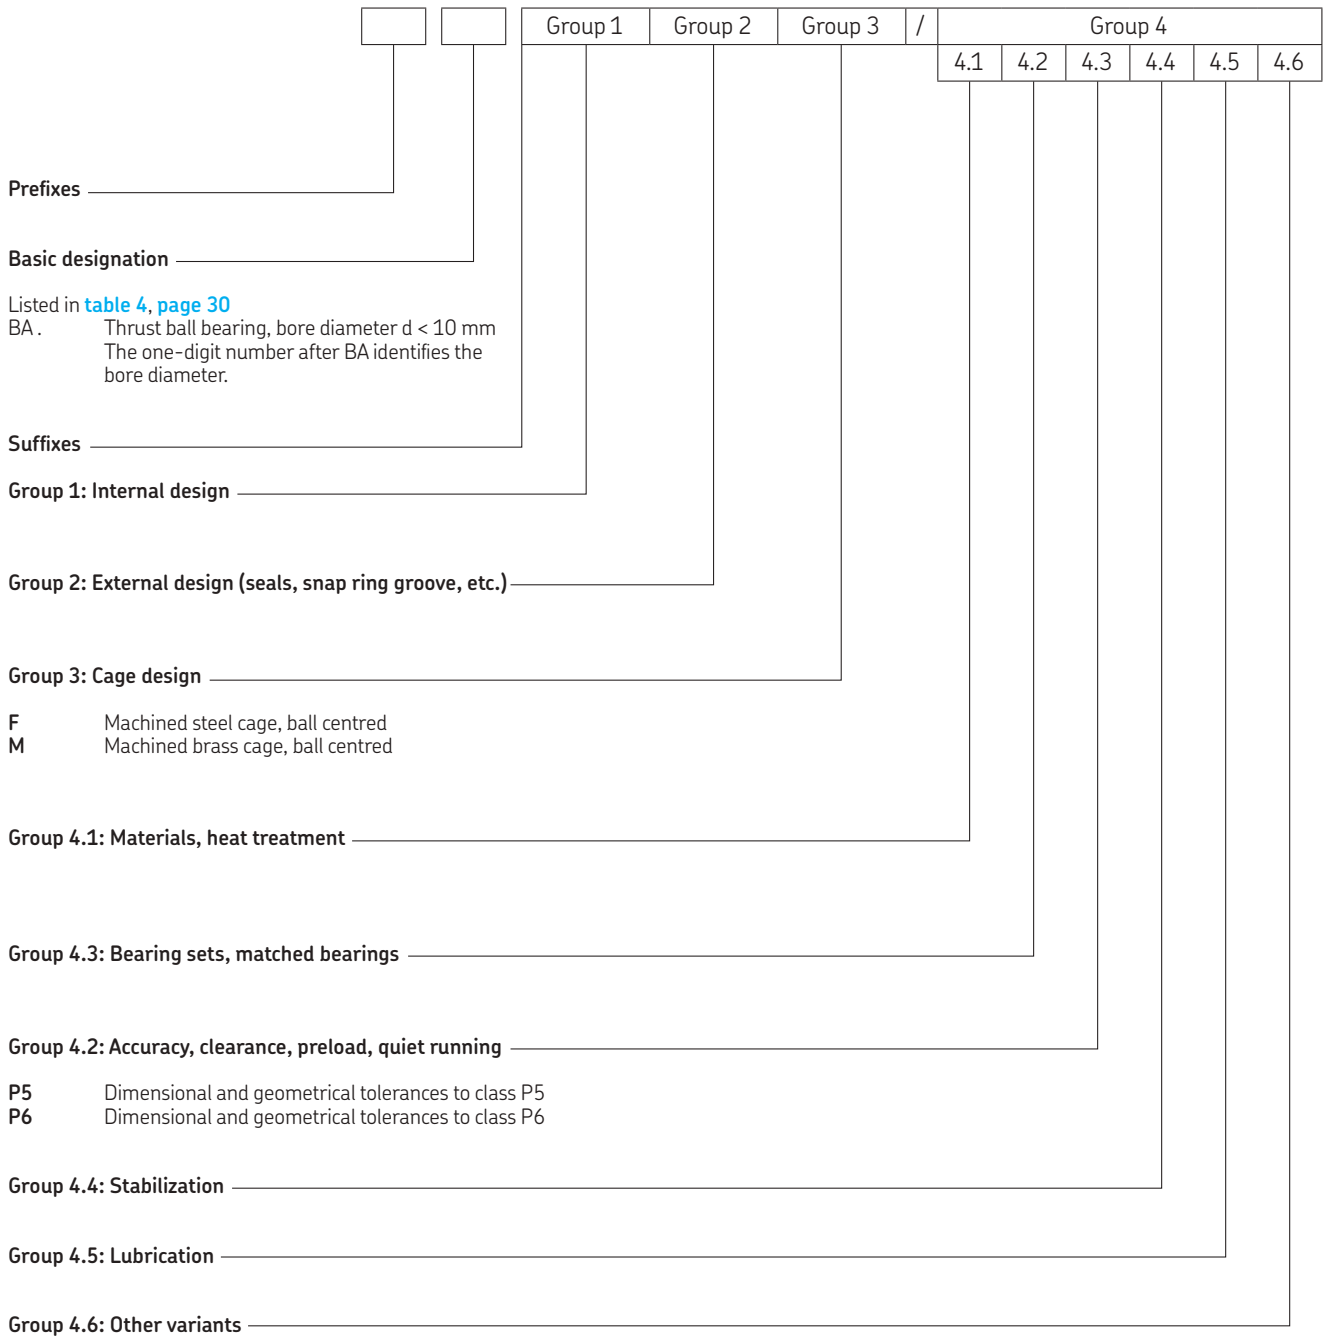 Group 1 Group 2 Group 3 / Group 4
4.1 4.2 4.3 4.4 4.5 4.6
Prefixes
Basic designation
Listed in table 4, page 30
BA . Thrust ball bearing, bore diameter d < 10 mm
The one-digit number after BA identifies the
bore diameter.
Suffixes
Group 1: Internal design
Group 2: External design (seals, snap ring groove, etc.)
Group 3: Cage design
F Machined steel cage, ball centred
M Machined brass cage, ball centred
Group 4.1: Materials, heat treatment
Group 4.3: Bearing sets, matched bearings
Group 4.2: Accuracy, clearance, preload, quiet running
P5 Dimensional and geometrical tolerances to class P5
P6 Dimensional and geometrical tolerances to class P6
Group 4.4: Stabilization
Group 4.5: Lubrication
Group 4.6: Other variants